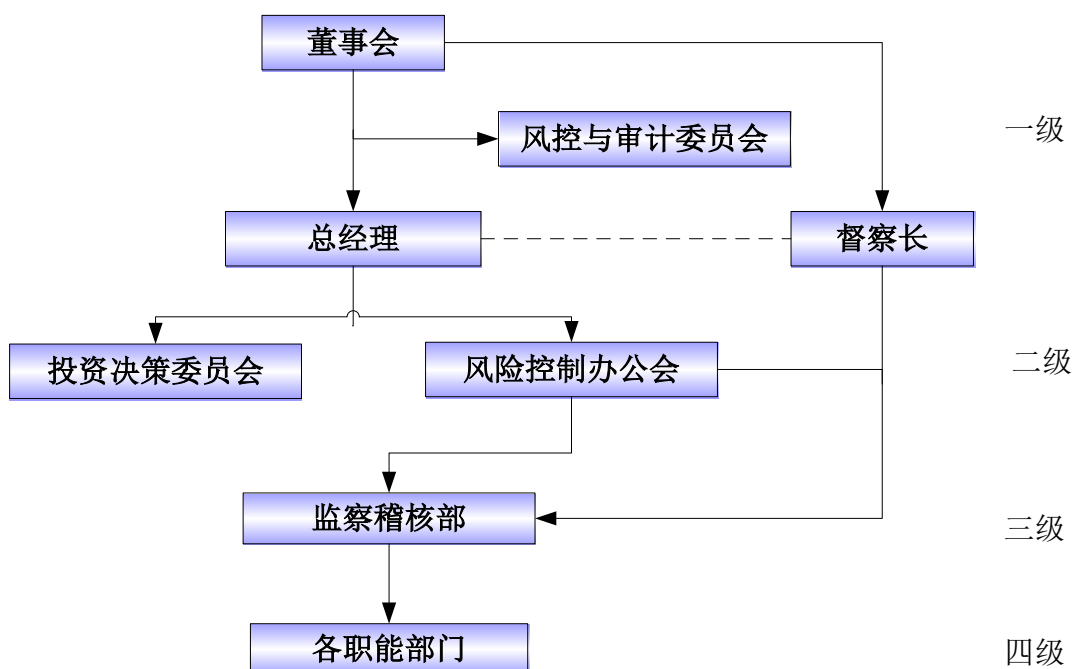 董事会
风控与审计委员会
一级
总经理
督察长
投资决策委员会
风险控制办公会
二级
监察稽核部
三级
各职能部门
四级